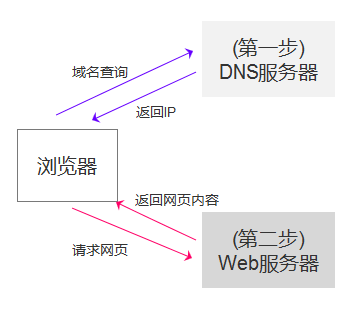 (第一步)
DNS服务器
域名查询
返回IP
浏览器
返回网页内容
请求网页
(第二步)
Web服务器